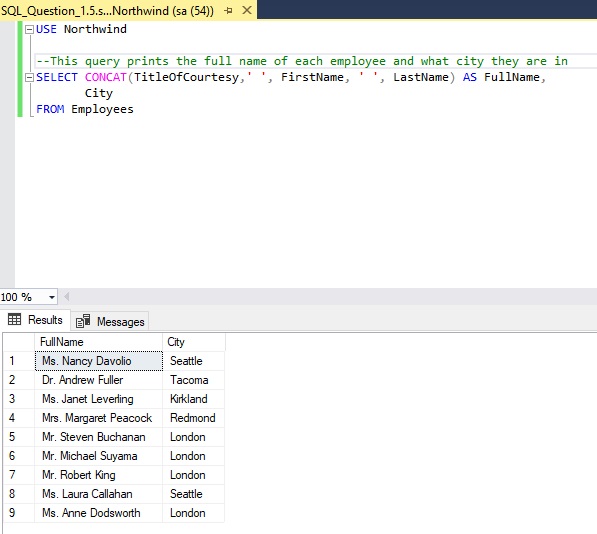 SQL_Question_1.5.s...Northwind (sa (54))
USE Northwind
--This query prints the full name of each employee and what city they are in
SELECT CONCAT(TitleOfCourtesy,' ', FirstName, ' ', LastName) AS FullName,
City
FROM Employees
100 %
Results Messages
FullName City
1 Ms. Nancy Davolio Seattle
2 Dr. Andrew Fuller Tacoma
3 Ms. Janet Leverling Kirkland
4 Mrs. Margaret Peacock Redmond
5 Mr. Steven Buchanan London
6 Mr. Michael Suyama London
7 Mr. Robert King London
8 Ms. Laura Callahan Seattle
9 Ms. Anne Dodsworth London